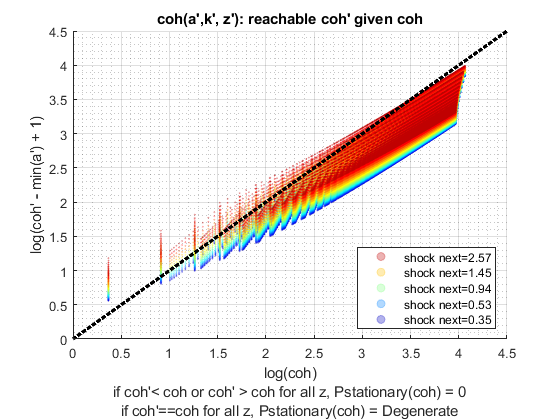 coh(a',k', z'): reachable coh' given coh
log(coh' - min(a') + 1)
4.5
4
3.5
3
2.5
2
1.5
1
0.5
0
shock next=2.57
shock next=1.45
shock next=0.94
shock next=0.53
shock next=0.35
0 0.5 1 1.5 2 2.5 3 3.5 4 4.5
log(coh)
if coh'< coh or coh' > coh for all z, Pstationary(coh) = 0
if coh'==coh for all z, Pstationary(coh) = Degenerate